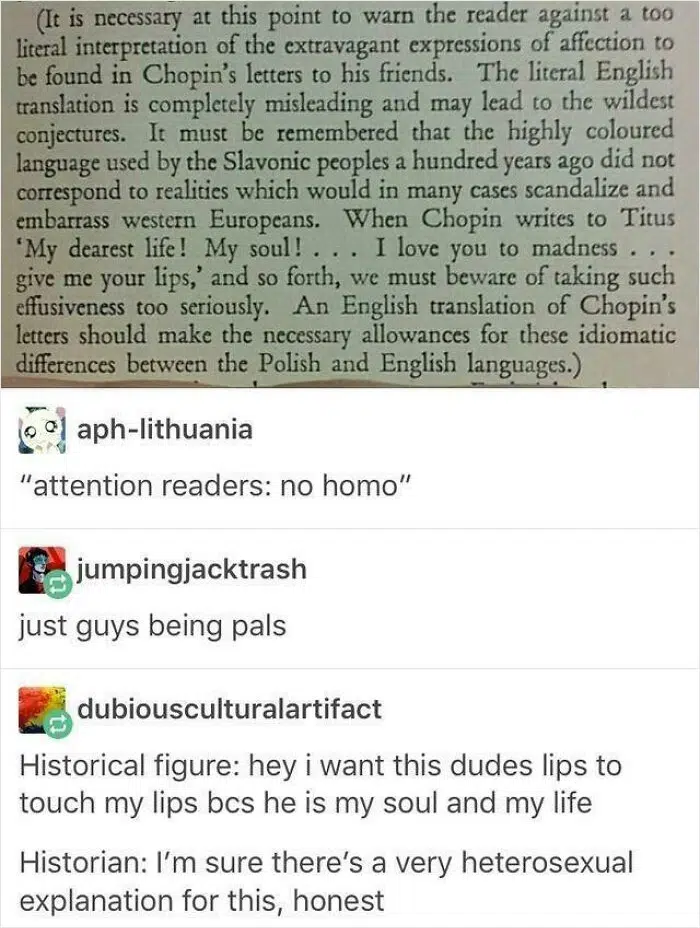 (It is necessary at this point to warn the reader against a too
literal interpretation of the extravagant expressions of affection to
be found in Chopin's letters to his friends. The literal English
translation is completely misleading and may lead to the wildest
conjectures. It must be remembered that the highly coloured
language used by the Slavonic peoples a hundred years ago did not
correspond to realities which would in many cases scandalize and
embarrass western Europeans. When Chopin writes to Titus
'My dearest life! My soul! . . . I love you to madness . . .
give me your lips,' and so forth, we must beware of taking such
effusiveness too seriously. An English translation of Chopin's
letters should make the necessary allowances for these idiomatic
differences between the Polish and English languages.)
aph-lithuania
"attention readers: no homo"
jumpingjacktrash
just guys being pals
dubiousculturalartifact
Historical figure: hey i want this dudes lips to
touch my lips bcs he is my soul and my life
Historian: I'm sure there's a very heterosexual
explanation for this, honest